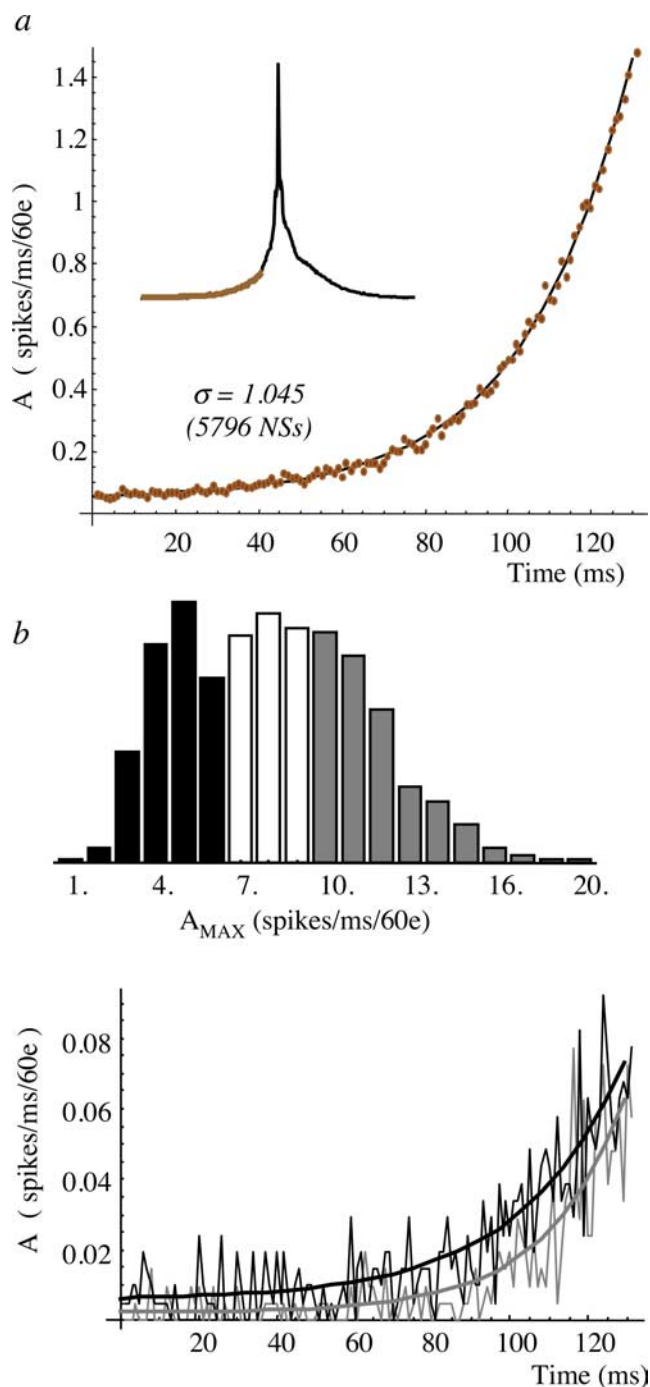 a
1.4
1.2
1
0.8
0.6
0.4
0.2
A ( spikes/ms/60e )
σ = 1.045
(5796 NSs)
20 40 60 80 100 120
Time (ms)
b
1. 4. 7. 10. 13. 16. 20.
A_MAX (spikes/ms/60e)
0.08
0.06
0.04
0.02
A ( spikes/ms/60e )
20 40 60 80 100 120
Time (ms)